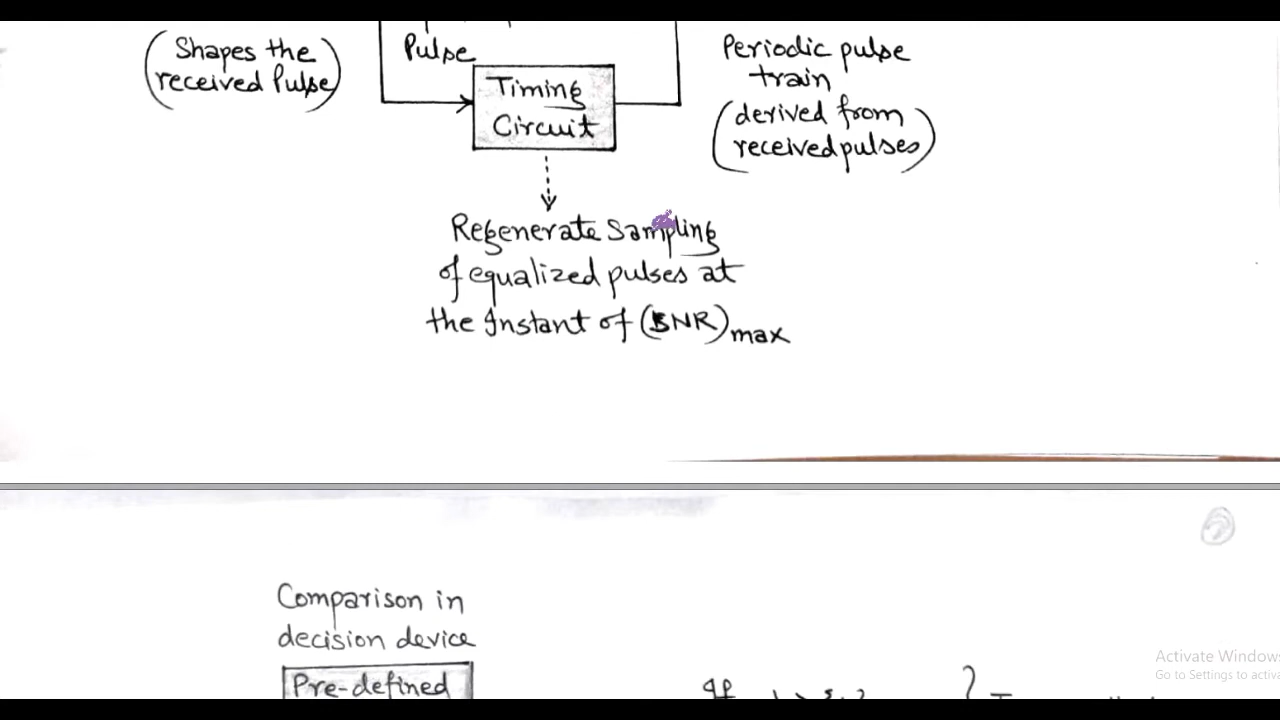 (Shapes the
received Pulse)
Pulse
Timing
Circuit
Periodic pulse
train
(derived from
received pulses)
Regenerate Sampling
of equalized pulses at
the Instant of (SNR)max
Comparison in
decision device
Pre-defined
If
Activate Windows
Go to Settings to activa